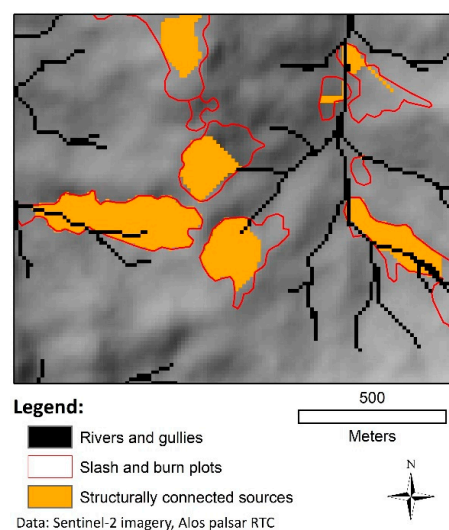 Legend:
500
Meters
Rivers and gullies
Slash and burn plots
Structurally connected sources
N
Data: Sentinel-2 imagery, Alos palsar RTC